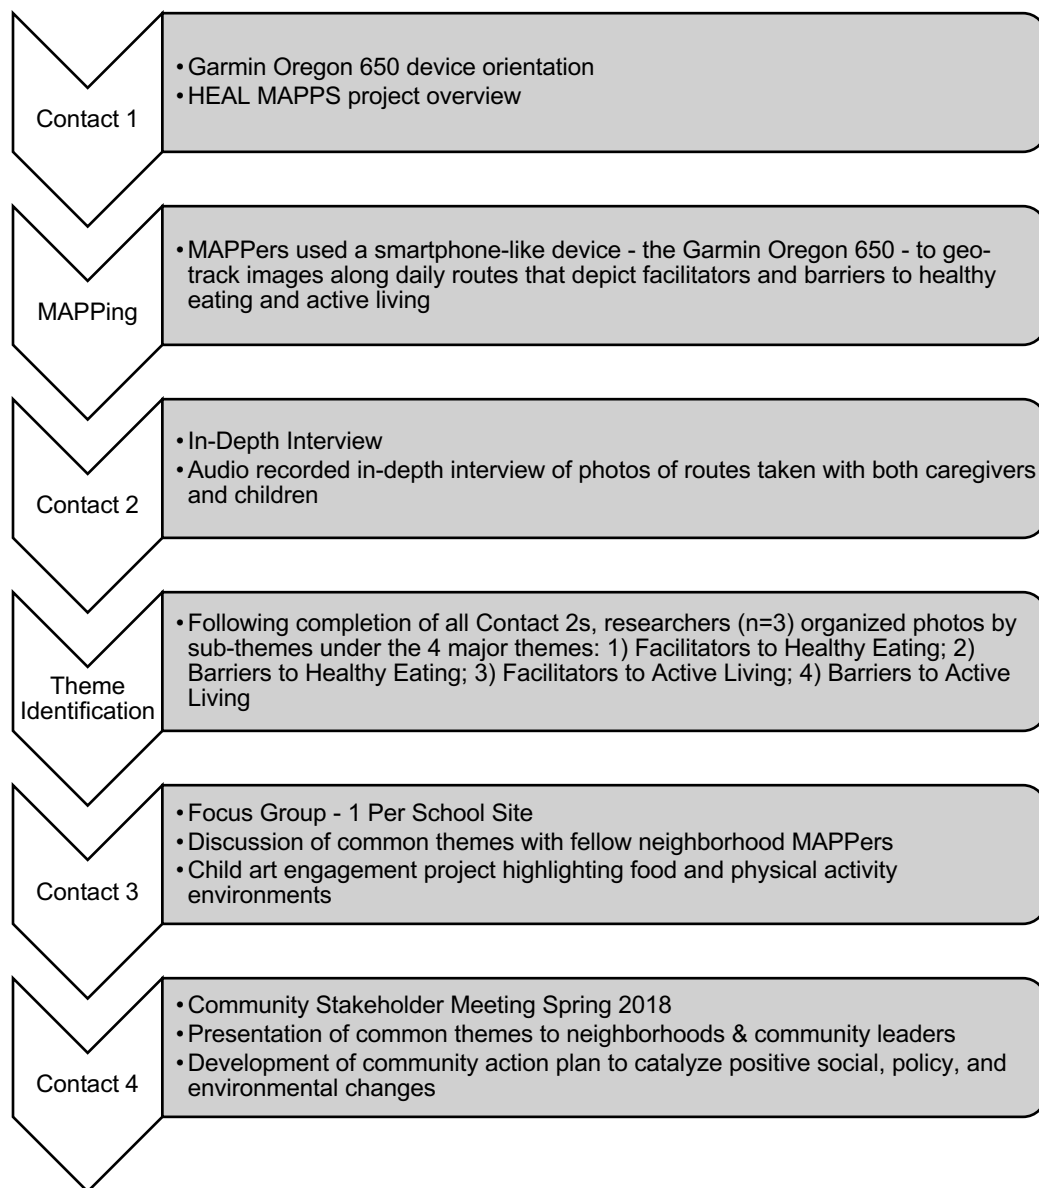 Contact 1
• Garmin Oregon 650 device orientation
• HEAL MAPPS project overview
MAPPing
• MAPPers used a smartphone-like device - the Garmin Oregon 650 - to geo-
track images along daily routes that depict facilitators and barriers to healthy
eating and active living
Contact 2
• In-Depth Interview
• Audio recorded in-depth interview of photos of routes taken with both caregivers
and children
Theme
Identification
• Following completion of all Contact 2s, researchers (n=3) organized photos by
sub-themes under the 4 major themes: 1) Facilitators to Healthy Eating; 2)
Barriers to Healthy Eating; 3) Facilitators to Active Living; 4) Barriers to Active
Living
Contact 3
• Focus Group - 1 Per School Site
• Discussion of common themes with fellow neighborhood MAPPers
• Child art engagement project highlighting food and physical activity
environments
Contact 4
• Community Stakeholder Meeting Spring 2018
• Presentation of common themes to neighborhoods & community leaders
• Development of community action plan to catalyze positive social, policy, and
environmental changes